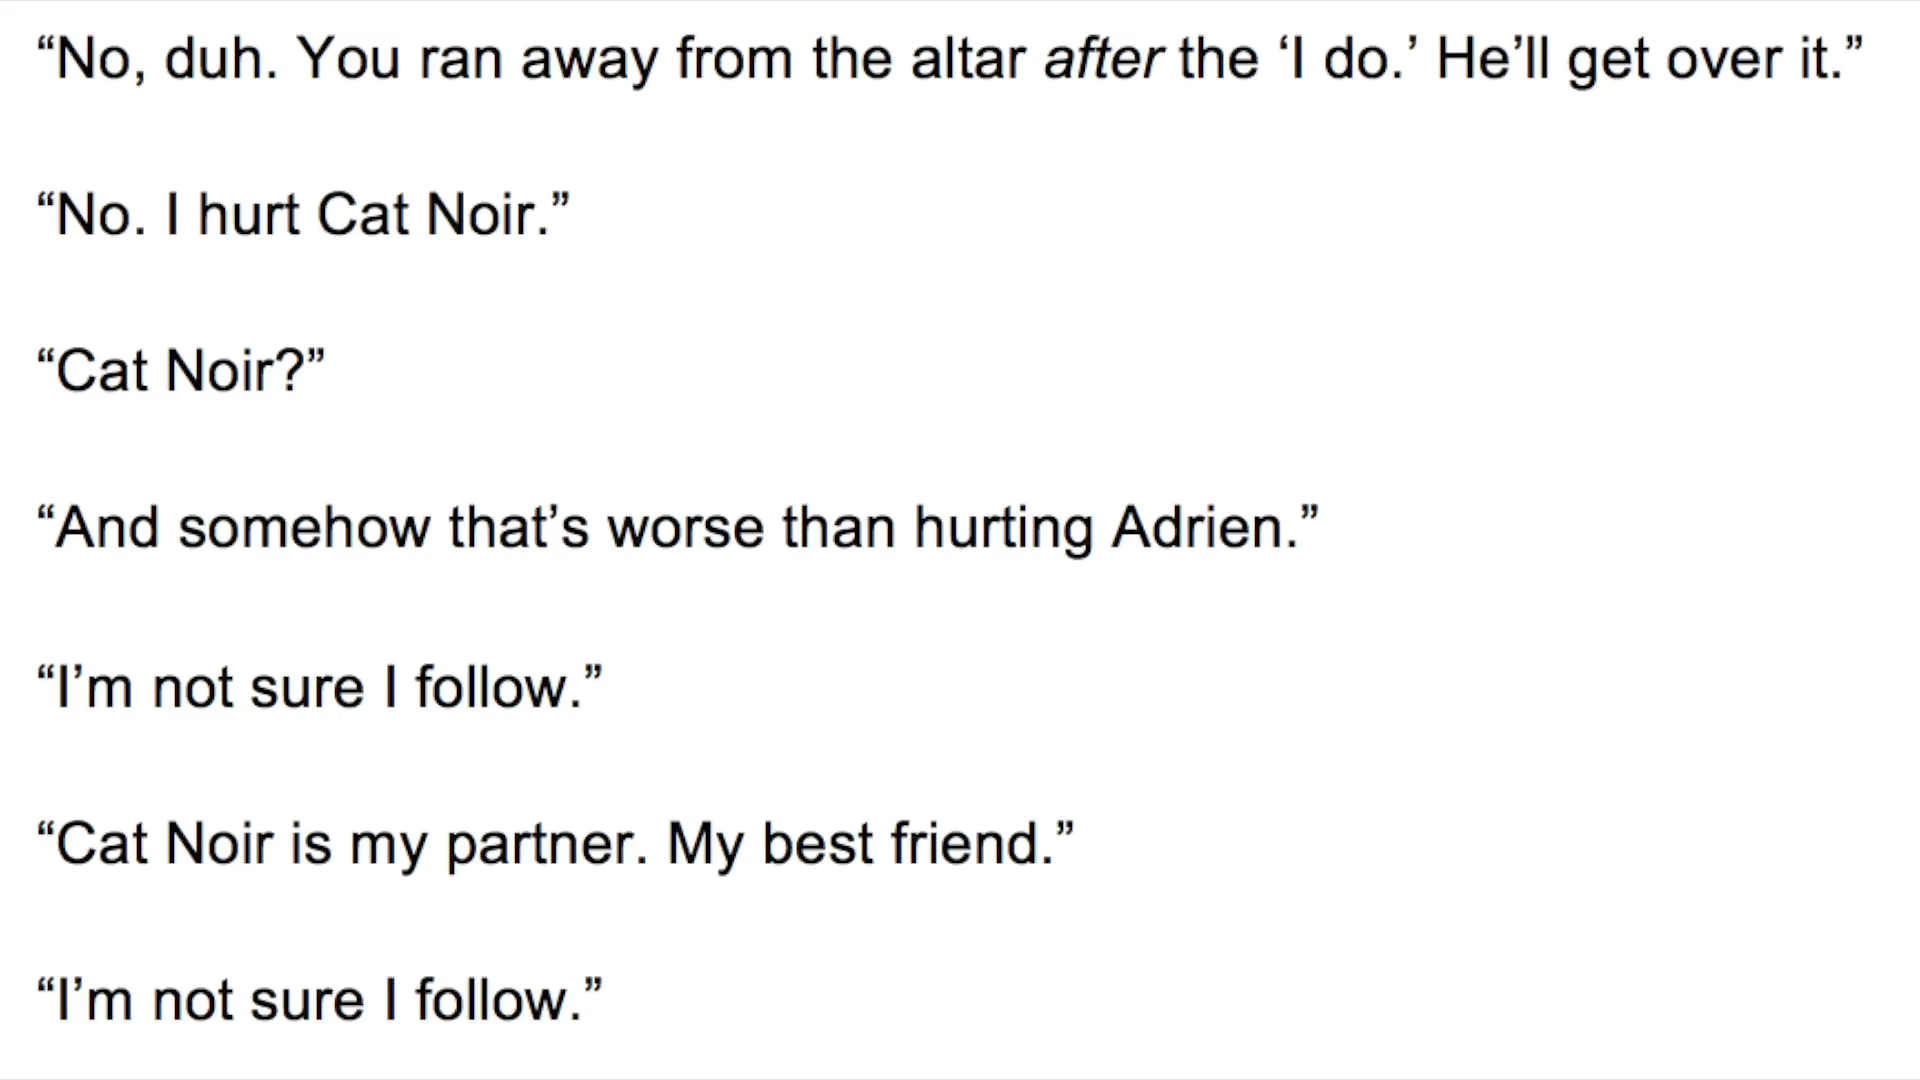 “No, duh. You ran away from the altar after the ‘I do.’ He’ll get over it.”
“No. I hurt Cat Noir.”
“Cat Noir?”
“And somehow that’s worse than hurting Adrien.”
“I’m not sure I follow.”
“Cat Noir is my partner. My best friend.”
“I’m not sure I follow.”